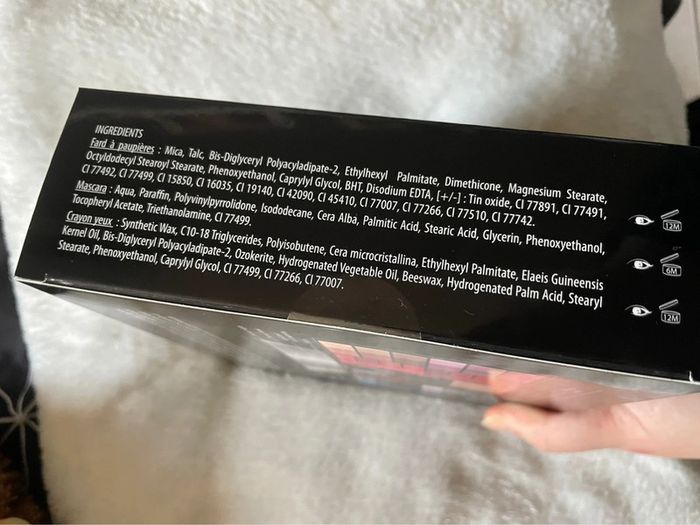 INGREDIENTS
Fard à paupières : Mica, Talc, Bis-Diglyceryl Polyacyladipate-2, Ethylhexyl Palmitate, Dimethicone, Magnesium Stearate,
Octyldodecyl Stearoyl Stearate, Phenoxyethanol, Caprylyl Glycol, BHT, Disodium EDTA, [+/-] : Tin oxide, CI 77891, CI 77491,
CI 77492, CI 77499, CI 15850, CI 16035, CI 19140, CI 42090, CI 45410, CI 77007, CI 77266, CI 77510, CI 77742.
Mascara : Aqua, Paraffin, Polyvinylpyrrolidone, Isododecane, Cera Alba, Palmitic Acid, Stearic Acid, Glycerin, Phenoxyethanol,
Tocopheryl Acetate, Triethanolamine, CI 77499.
Crayon yeux : Synthetic Wax, C10-18 Triglycerides, Polyisobutene, Cera microcristallina, Ethylhexyl Palmitate, Elaeis Guineensis
Kernel Oil, Bis-Diglyceryl Polyacyladipate-2, Ozokerite, Hydrogenated Vegetable Oil, Beeswax, Hydrogenated Palm Acid, Stearyl
Stearate, Phenoxyethanol, Caprylyl Glycol, CI 77499, CI 77266, CI 77007.
12M
6M
12M